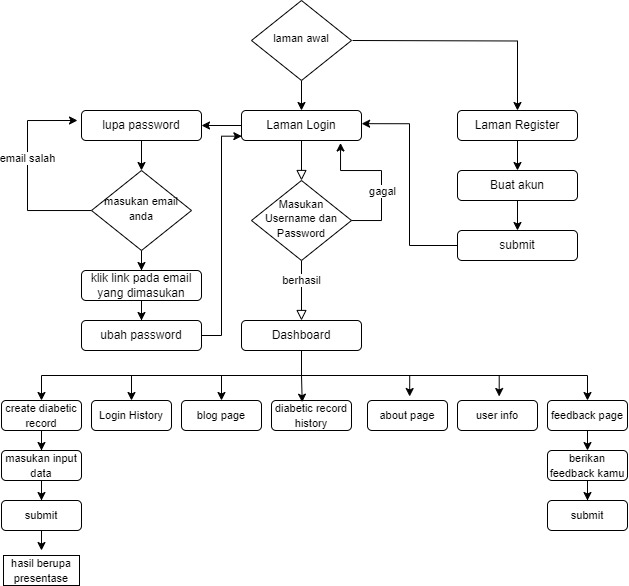 laman awal
lupa password
Laman Login
Laman Register
email salah
masukan email
anda
Masukan
Username dan
Password
gagal
Buat akun
submit
klik link pada email
yang dimasukan
berhasil
ubah password
Dashboard
create diabetic
record
Login History
blog page
diabetic record
history
about page
user info
feedback page
masukan input
data
berikan
feedback kamu
submit
submit
hasil berupa
presentase